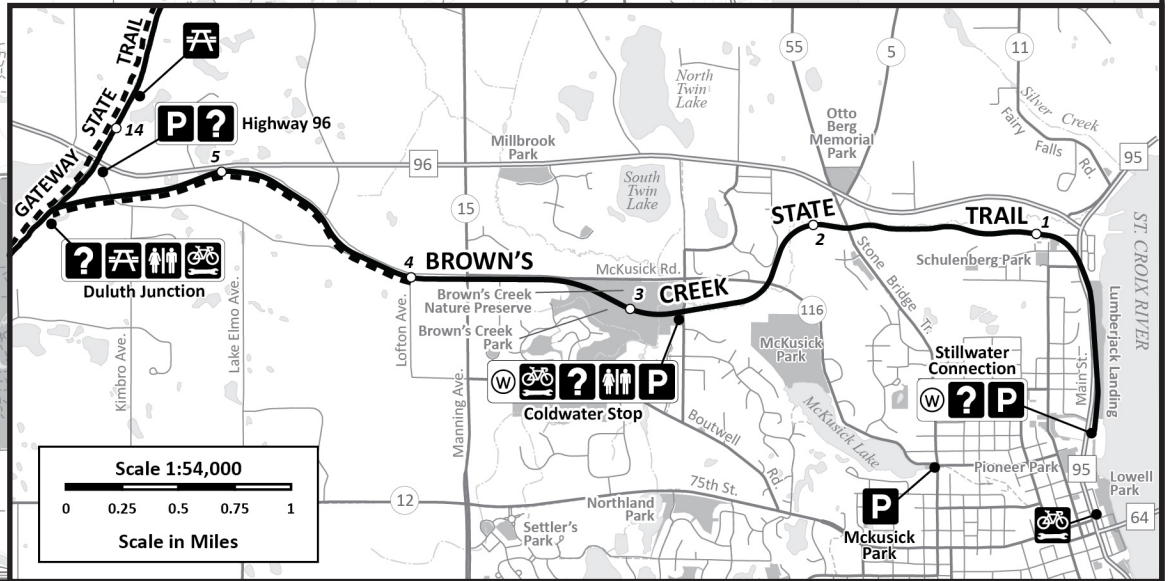 GATEWAY STATE TRAIL
14
P ? Highway 96
5
? Duluth Junction
Kimbro Ave.
Lake Elmo Ave.
Lofton Ave.
Manning Ave.
96
15
12
Millbrook
Park
North
Twin
Lake
South
Twin
Lake
55
5
11
Otto
Berg
Memorial
Park
Silver Creek
Fairy Falls Rd.
95
4
BROWN'S CREEK STATE TRAIL
3
2
1
McKusick Rd.
Brown's Creek
Nature Preserve
Brown's Creek
Park
W ? P
Coldwater Stop
116
McKusick
Park
McKusick Lake
Stone Bridge Tr.
Schulenberg Park
ST. CROIX RIVER
Lumberjack Landing
Main St.
Stillwater
Connection
W ? P
Boutwell Rd.
75th St.
Northland
Park
Settler's
Park
P
Mckusick
Park
Pioneer Park
95
Lowell
Park
64
Scale 1:54,000
0 0.25 0.5 0.75 1
Scale in Miles